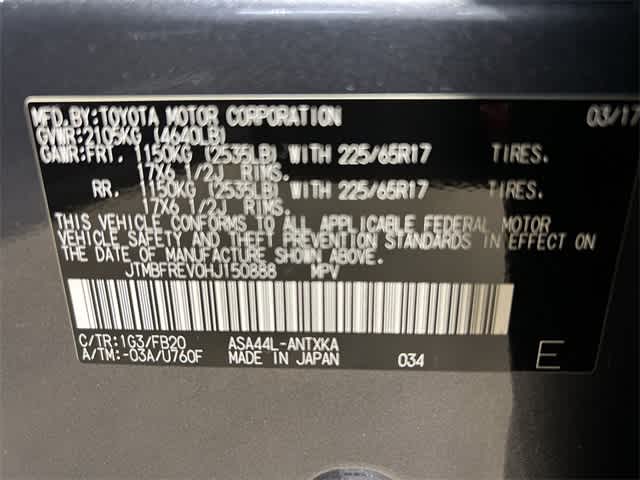 MFD.BY:TOYOTA MOTOR CORPORATION 03/17
GVWR:2105KG (4640LB)
GAWR:FRT. 1150KG (2535LB) WITH 225/65R17 TIRES.
17X6 1/2J RIMS.
RR. 1150KG (2535LB) WITH 225/65R17 TIRES.
17X6 1/2J RIMS.
THIS VEHICLE CONFORMS TO ALL APPLICABLE FEDERAL MOTOR
VEHICLE SAFETY AND THEFT PREVENTION STANDARDS IN EFFECT ON
THE DATE OF MANUFACTURE SHOWN ABOVE.
JTMBFREV0HJ150888 MPV
C/TR:1G3/FB20 ASA44L-ANTXKA
A/TM:-03A/U760F MADE IN JAPAN 034 E